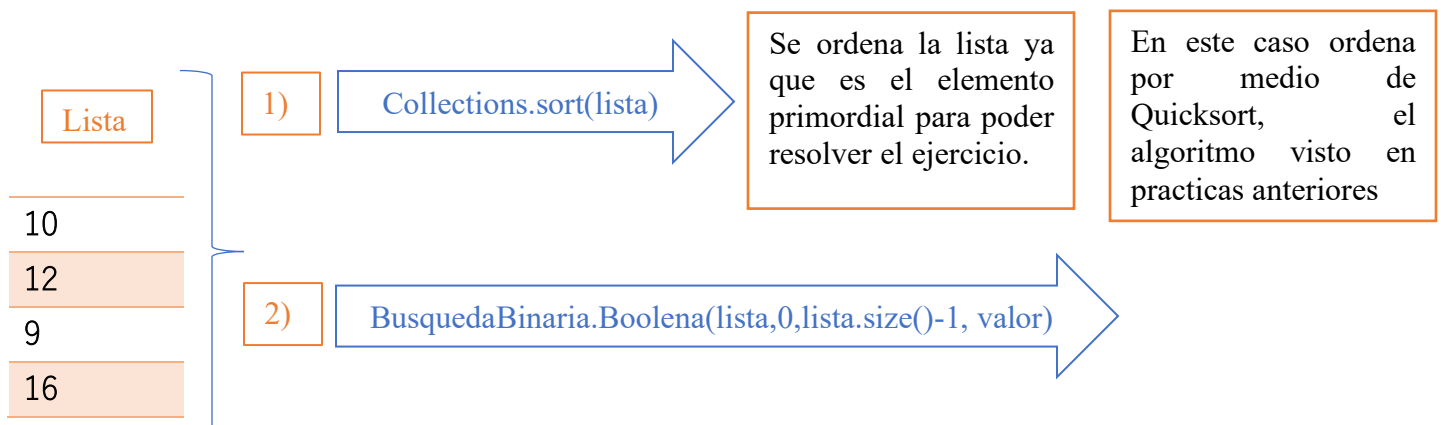 Lista
10
12
9
16
1)
Collections.sort(lista)
Se ordena la lista ya
que es el elemento
primordial para poder
resolver el ejercicio.
En este caso ordena
por medio de
Quicksort, el
algoritmo visto en
practicas anteriores
2)
BusquedaBinaria.Boolena(lista,0,lista.size()-1, valor)